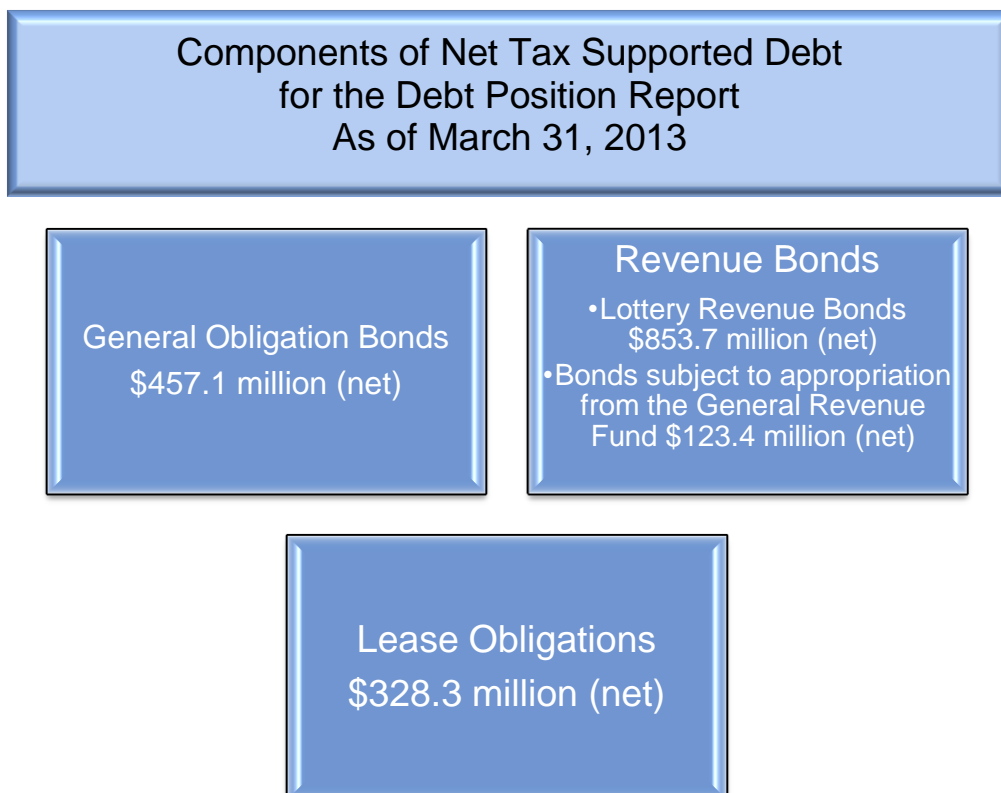 Components of Net Tax Supported Debt
for the Debt Position Report
As of March 31, 2013
General Obligation Bonds
$457.1 million (net)
Revenue Bonds
•Lottery Revenue Bonds
$853.7 million (net)
•Bonds subject to appropriation
from the General Revenue
Fund $123.4 million (net)
Lease Obligations
$328.3 million (net)